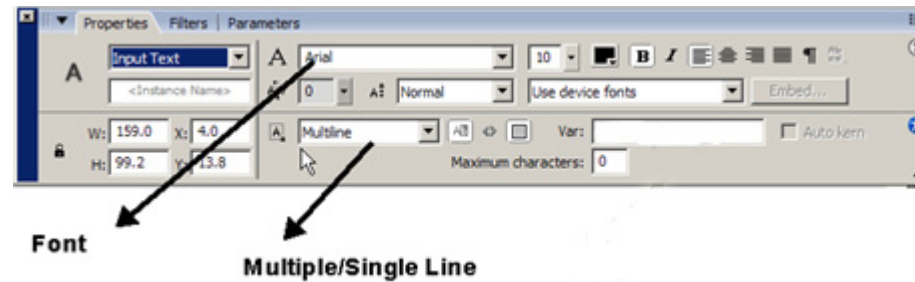 Properties Filters Parameters
A Input Text A Arial 10 B I
<Instance Name> 0 A Normal Use device fonts Embed...
W: 159.0 X: 4.0 A Multiline AB Var: Auto kern
H: 99.2 Y: 13.8 Maximum characters: 0
Font
Multiple/Single Line